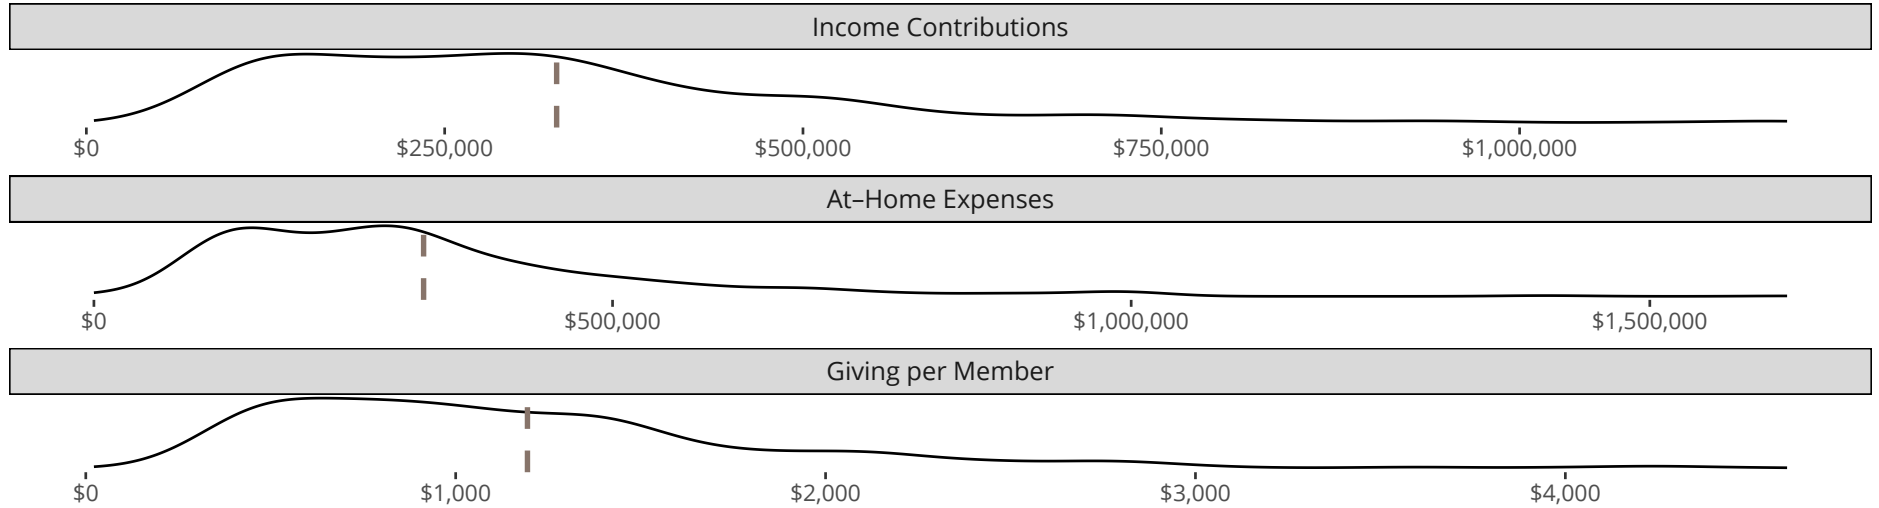 Income Contributions
$0 $250,000 $500,000 $750,000 $1,000,000
At–Home Expenses
$0 $500,000 $1,000,000 $1,500,000
Giving per Member
$0 $1,000 $2,000 $3,000 $4,000